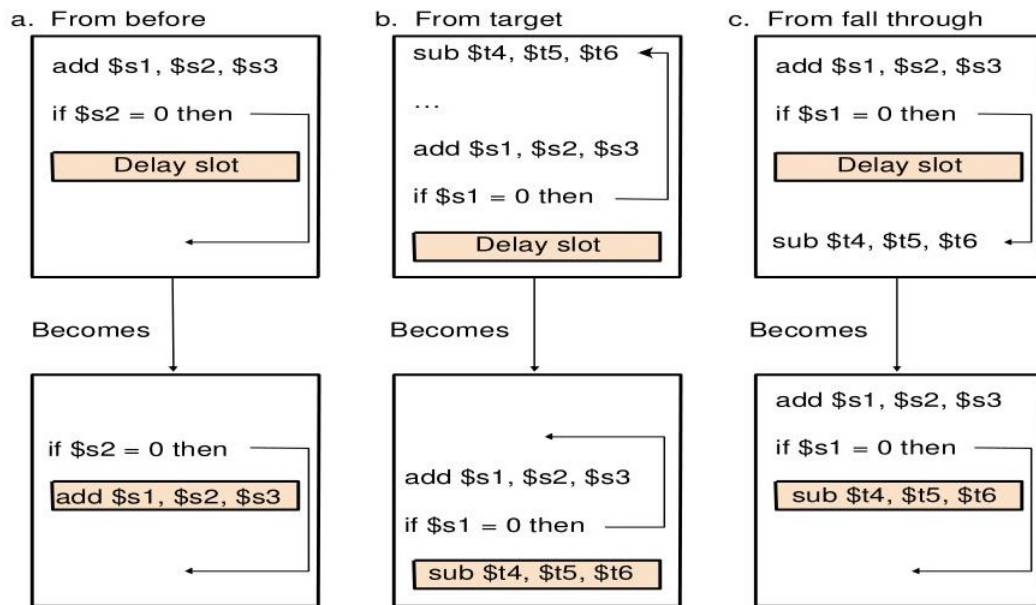 a. From before
add $s1, $s2, $s3
if $s2 = 0 then
Delay slot
Becomes
if $s2 = 0 then
add $s1, $s2, $s3
b. From target
sub $t4, $t5, $t6
...
add $s1, $s2, $s3
if $s1 = 0 then
Delay slot
Becomes
add $s1, $s2, $s3
if $s1 = 0 then
sub $t4, $t5, $t6
c. From fall through
add $s1, $s2, $s3
if $s1 = 0 then
Delay slot
sub $t4, $t5, $t6
Becomes
add $s1, $s2, $s3
if $s1 = 0 then
sub $t4, $t5, $t6